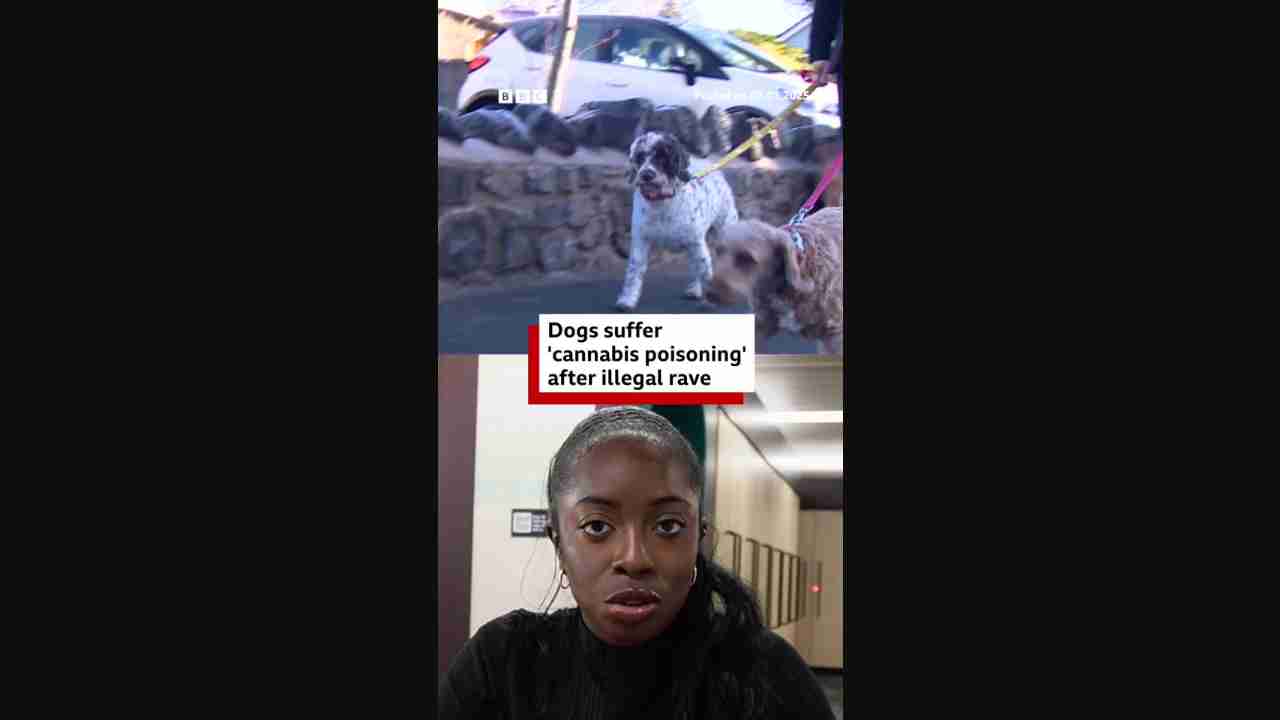 BBC
Dogs suffer
'cannabis poisoning'
after illegal rave